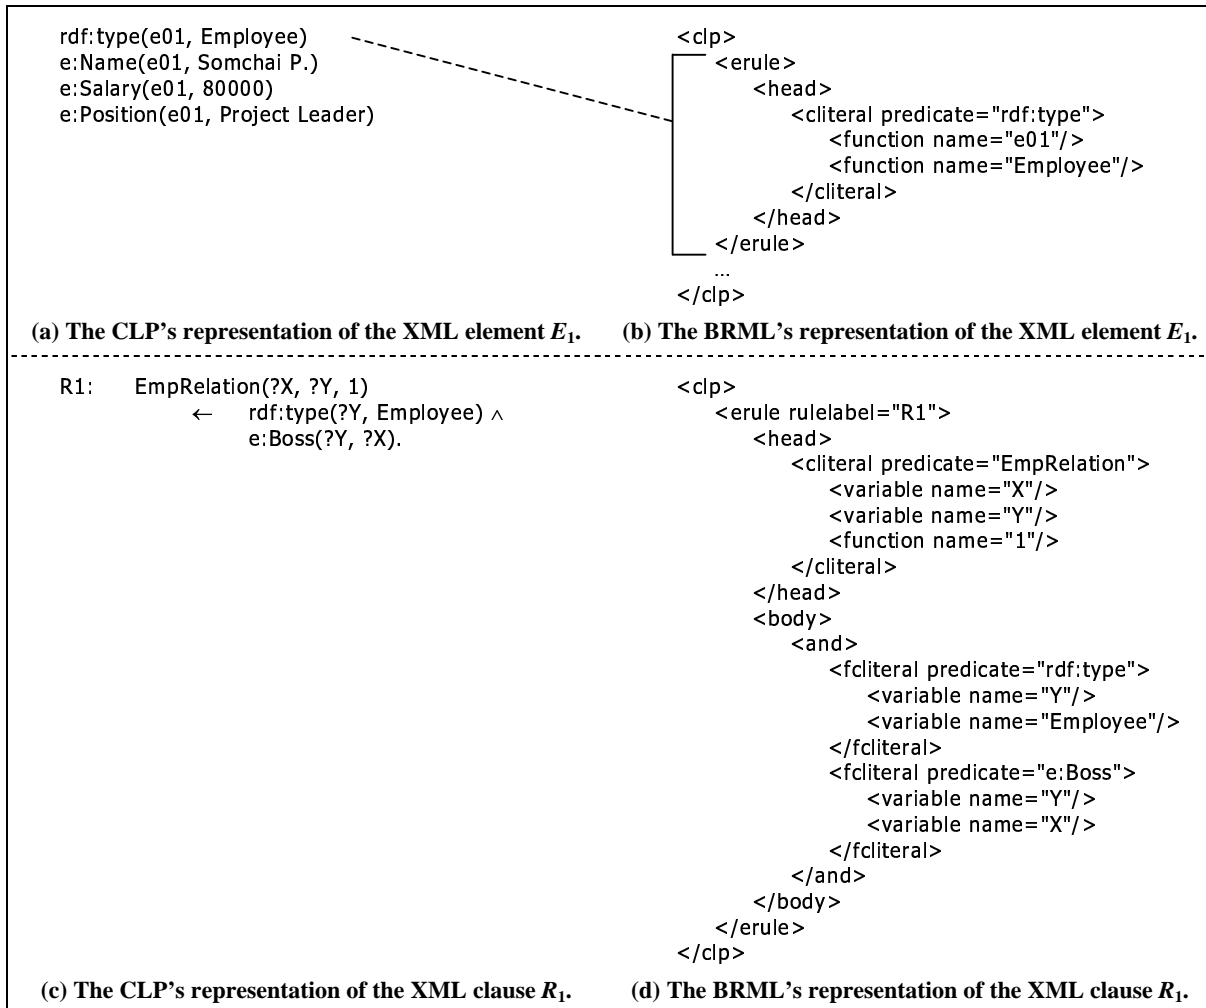 rdf:type(e01, Employee)
e:Name(e01, Somchai P.)
e:Salary(e01, 80000)
e:Position(e01, Project Leader)
<clp>
<erule>
<head>
<cliteral predicate="rdf:type">
<function name="e01"/>
<function name="Employee"/>
</cliteral>
</head>
</erule>
...
</clp>
(a) The CLP's representation of the XML element E1.
(b) The BRML's representation of the XML element E1.
R1: EmpRelation(?X, ?Y, 1)
← rdf:type(?Y, Employee) ∧
e:Boss(?Y, ?X).
<clp>
<erule rulelabel="R1">
<head>
<cliteral predicate="EmpRelation">
<variable name="X"/>
<variable name="Y"/>
<function name="1"/>
</cliteral>
</head>
<body>
<and>
<fcliteral predicate="rdf:type">
<variable name="Y"/>
<variable name="Employee"/>
</fcliteral>
<fcliteral predicate="e:Boss">
<variable name="Y"/>
<variable name="X"/>
</fcliteral>
</and>
</body>
</erule>
</clp>
(c) The CLP's representation of the XML clause R1.
(d) The BRML's representation of the XML clause R1.